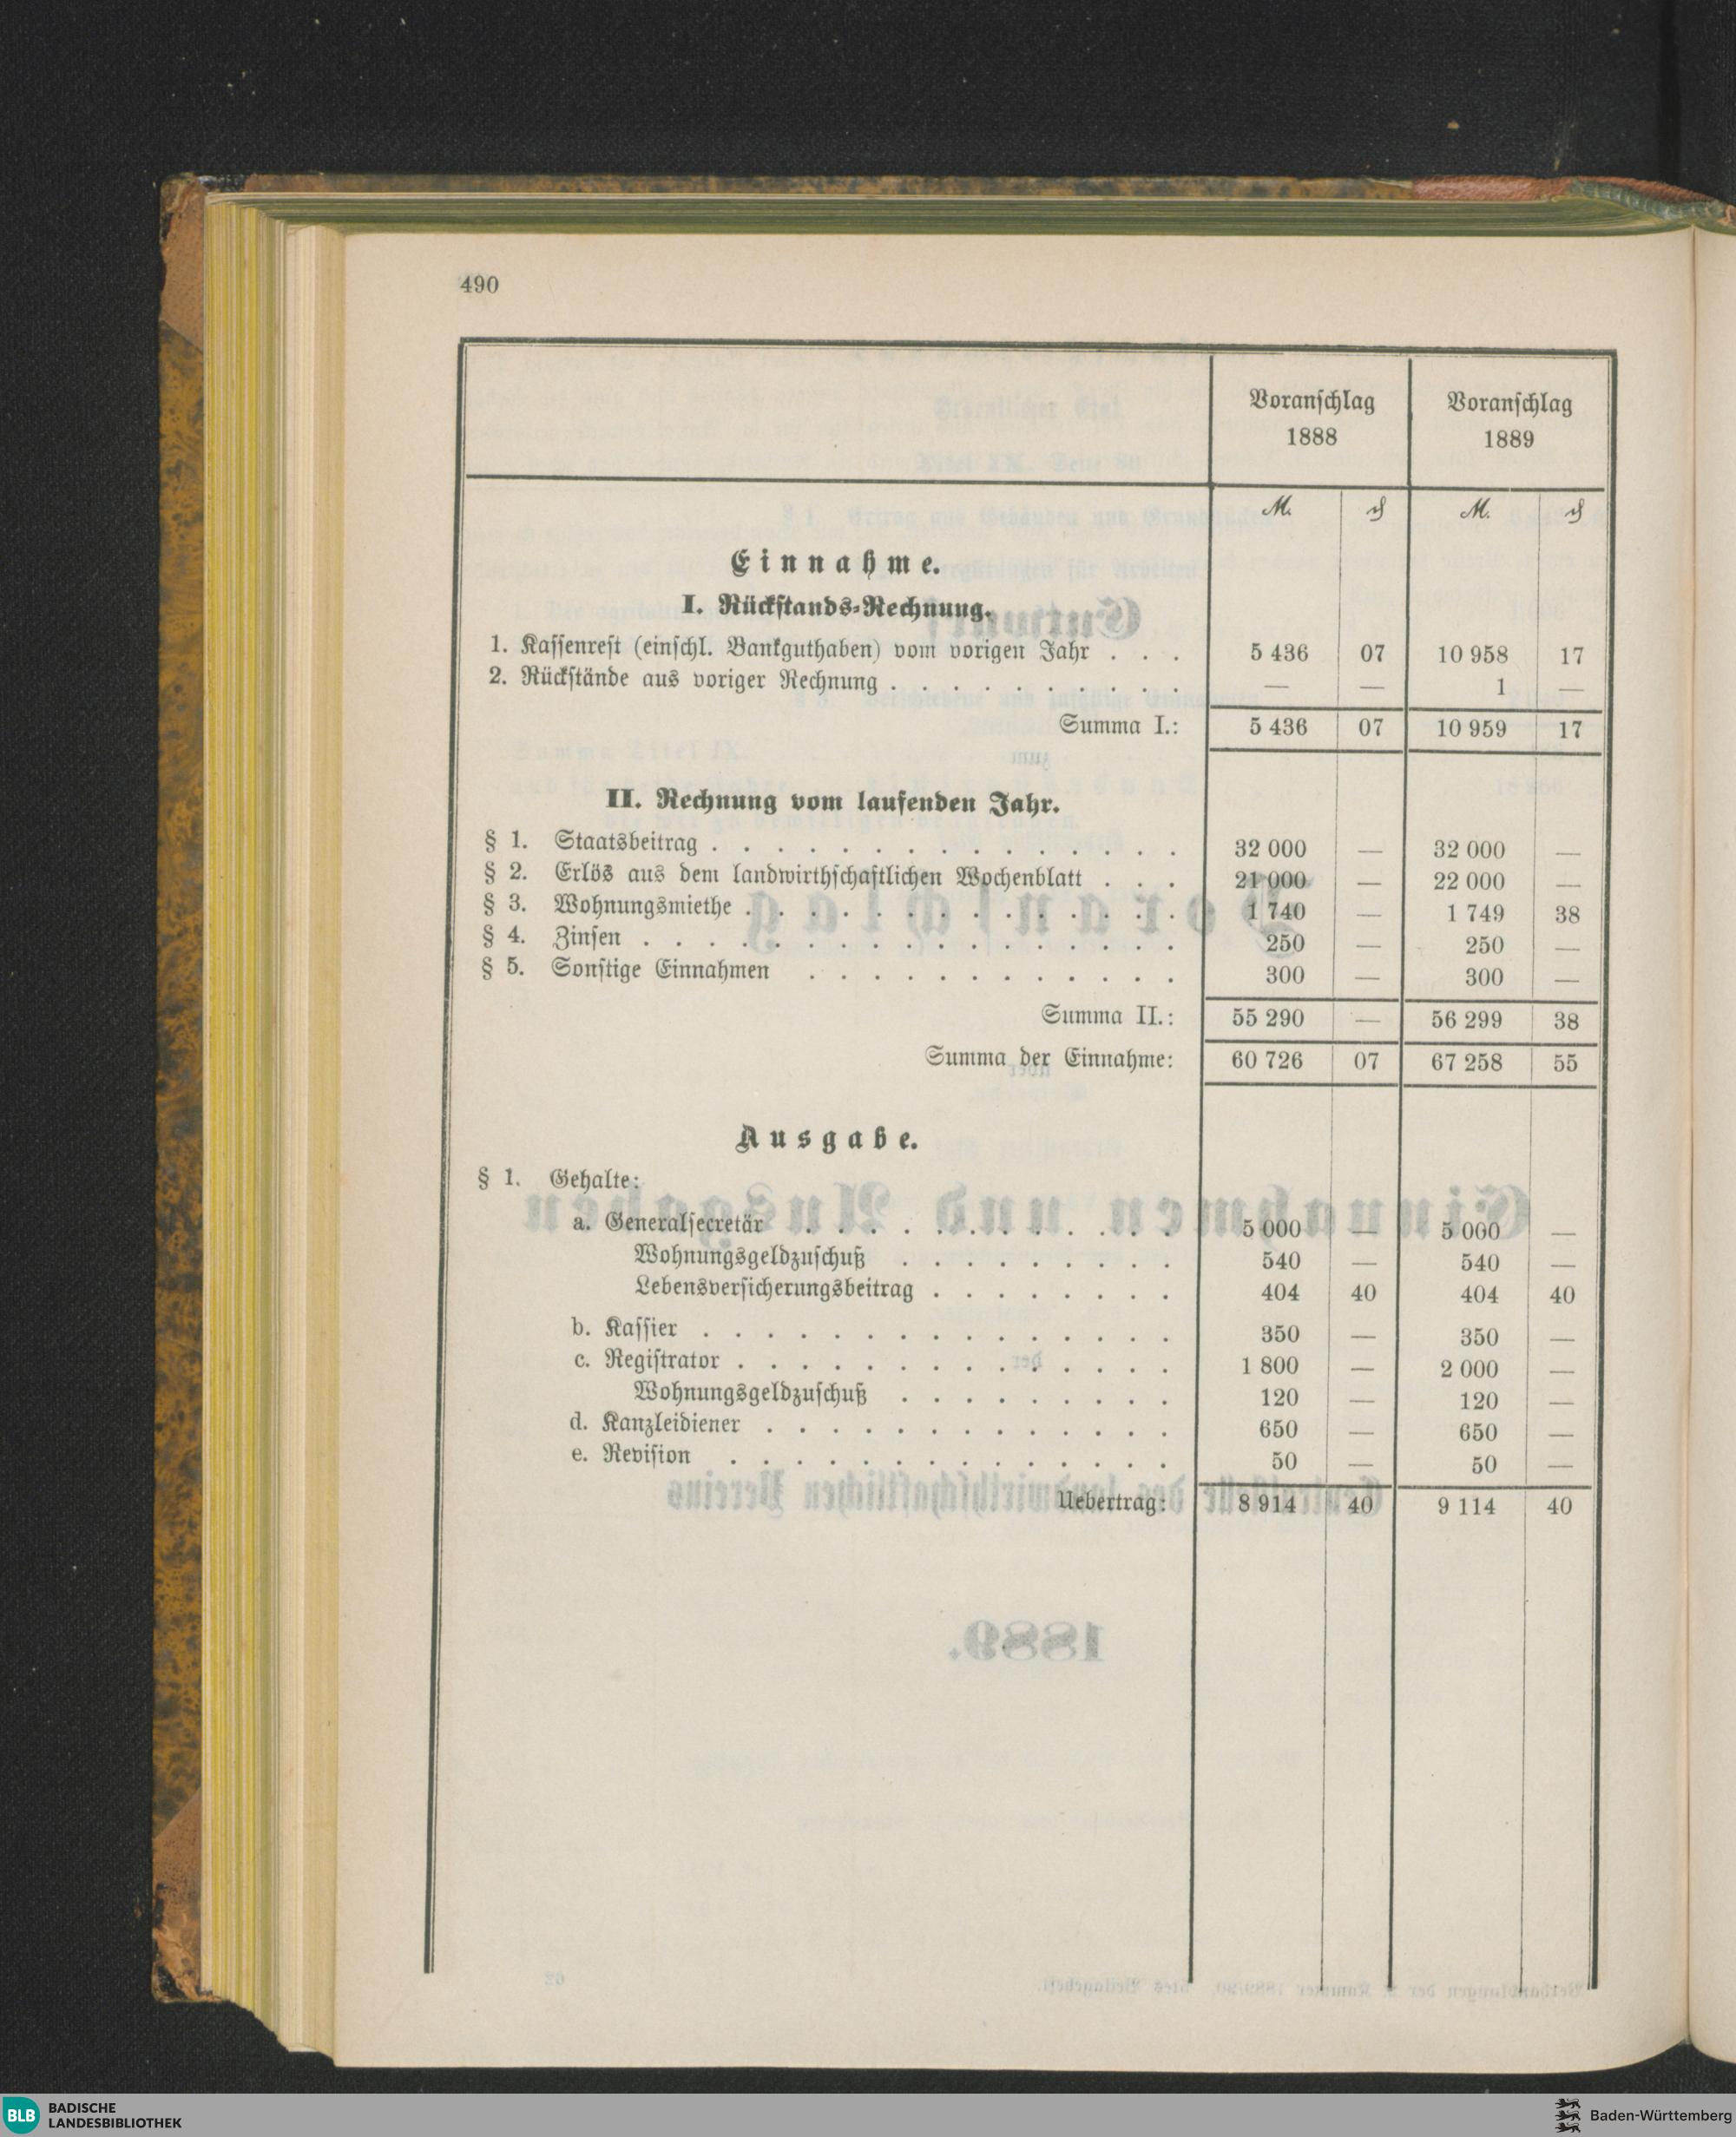 490
Voranschlag 1888 Voranschlag 1889
M. ₰ M. ₰
Einnahme.
I. Rückstands-Rechnung.
1. Kassenrest (einschl. Bankguthaben) vom vorigen Jahr . . . 5 436 07 10 958 17
2. Rückstände aus voriger Rechnung . . . . . . . . . . — — 1 —
Summa I.: 5 436 07 10 959 17
II. Rechnung vom laufenden Jahr.
§ 1. Staatsbeitrag . . . . . . . . . . . . . . . 32 000 — 32 000 —
§ 2. Erlös aus dem landwirthschaftlichen Wochenblatt . . . 21 000 — 22 000 —
§ 3. Wohnungsmiethe . . . . . . . . . . . . . . 1 740 — 1 749 38
§ 4. Zinsen . . . . . . . . . . . . . . . . . 250 — 250 —
§ 5. Sonstige Einnahmen . . . . . . . . . . . . 300 — 300 —
Summa II.: 55 290 — 56 299 38
Summa der Einnahme: 60 726 07 67 258 55
Ausgabe.
§ 1. Gehalte:
a. Generalsecretär . . . . . . . . . . . . 5 000 — 5 000 —
Wohnungsgeldzuschuß . . . . . . . . . 540 — 540 —
Lebensversicherungsbeitrag . . . . . . . . 404 40 404 40
b. Kassier . . . . . . . . . . . . . . . 350 — 350 —
c. Registrator . . . . . . . . . . . . . . 1 800 — 2 000 —
Wohnungsgeldzuschuß . . . . . . . . . 120 — 120 —
d. Kanzleidiener . . . . . . . . . . . . . 650 — 650 —
e. Revision . . . . . . . . . . . . . . 50 — 50 —
Uebertrag: 8 914 40 9 114 40
BLB BADISCHE
LANDESBIBLIOTHEK
Baden-Württemberg